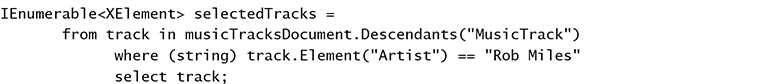 IEnumerable<XElement> selectedTracks =
from track in musicTracksDocument.Descendants("MusicTrack")
where (string) track.Element("Artist") == "Rob Miles"
select track;